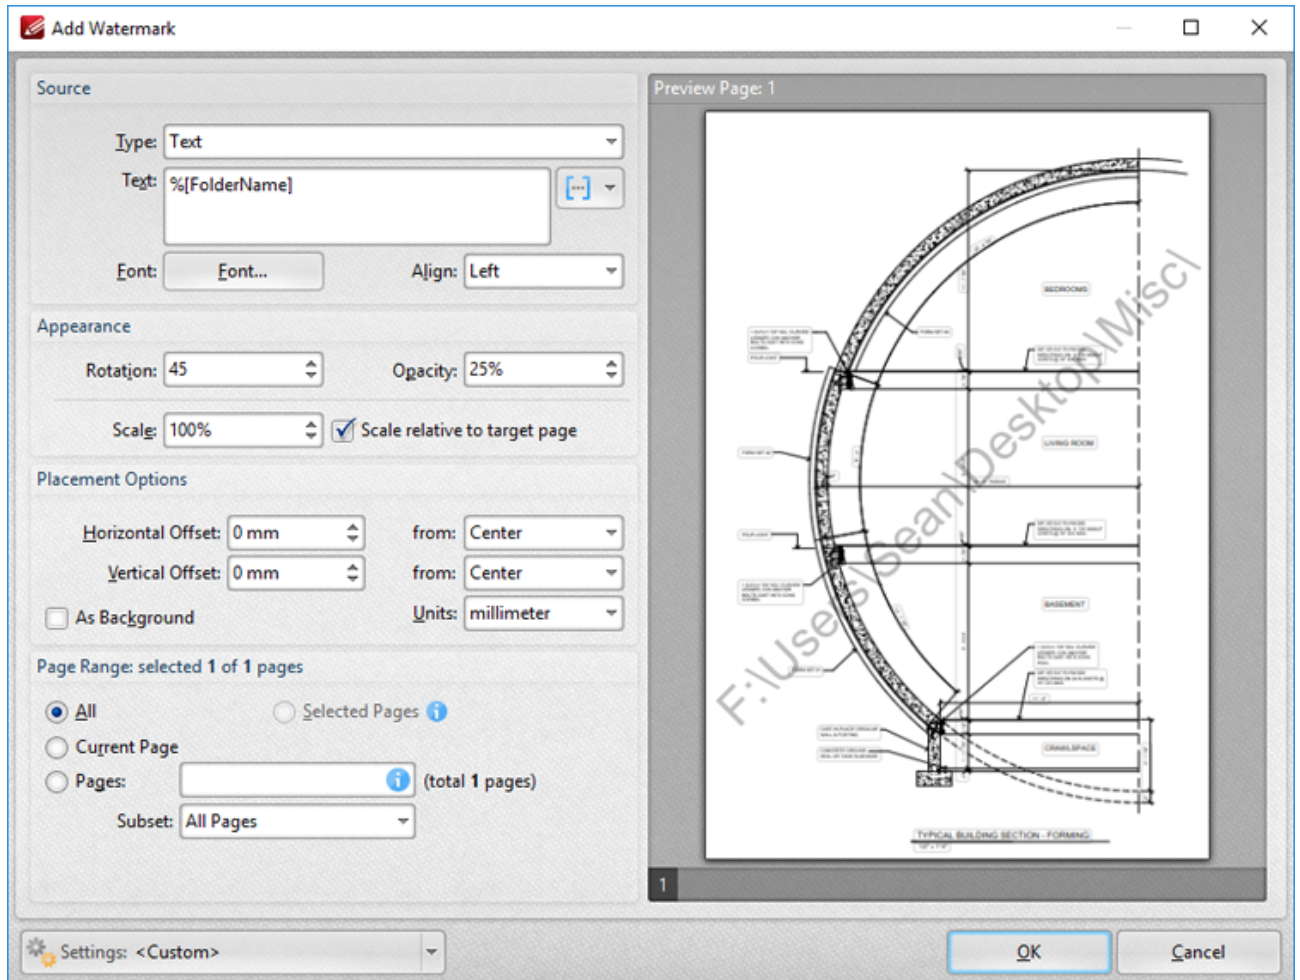 Add Watermark
Source
Type: Text
Text: %[FolderName]
Font: Font... Align: Left
Appearance
Rotation: 45 Opacity: 25%
Scale: 100% Scale relative to target page
Placement Options
Horizontal Offset: 0 mm from: Center
Vertical Offset: 0 mm from: Center
As Background Units: millimeter
Page Range: selected 1 of 1 pages
All Selected Pages
Current Page
Pages: (total 1 pages)
Subset: All Pages
Preview Page: 1
BEDROOMS
LIVING ROOM
BASEMENT
CRAWLSPACE
TYPICAL BUILDING SECTION - FORMING
F:\Users\Sean\Desktop\Misc\
1
Settings: <Custom>
OK Cancel